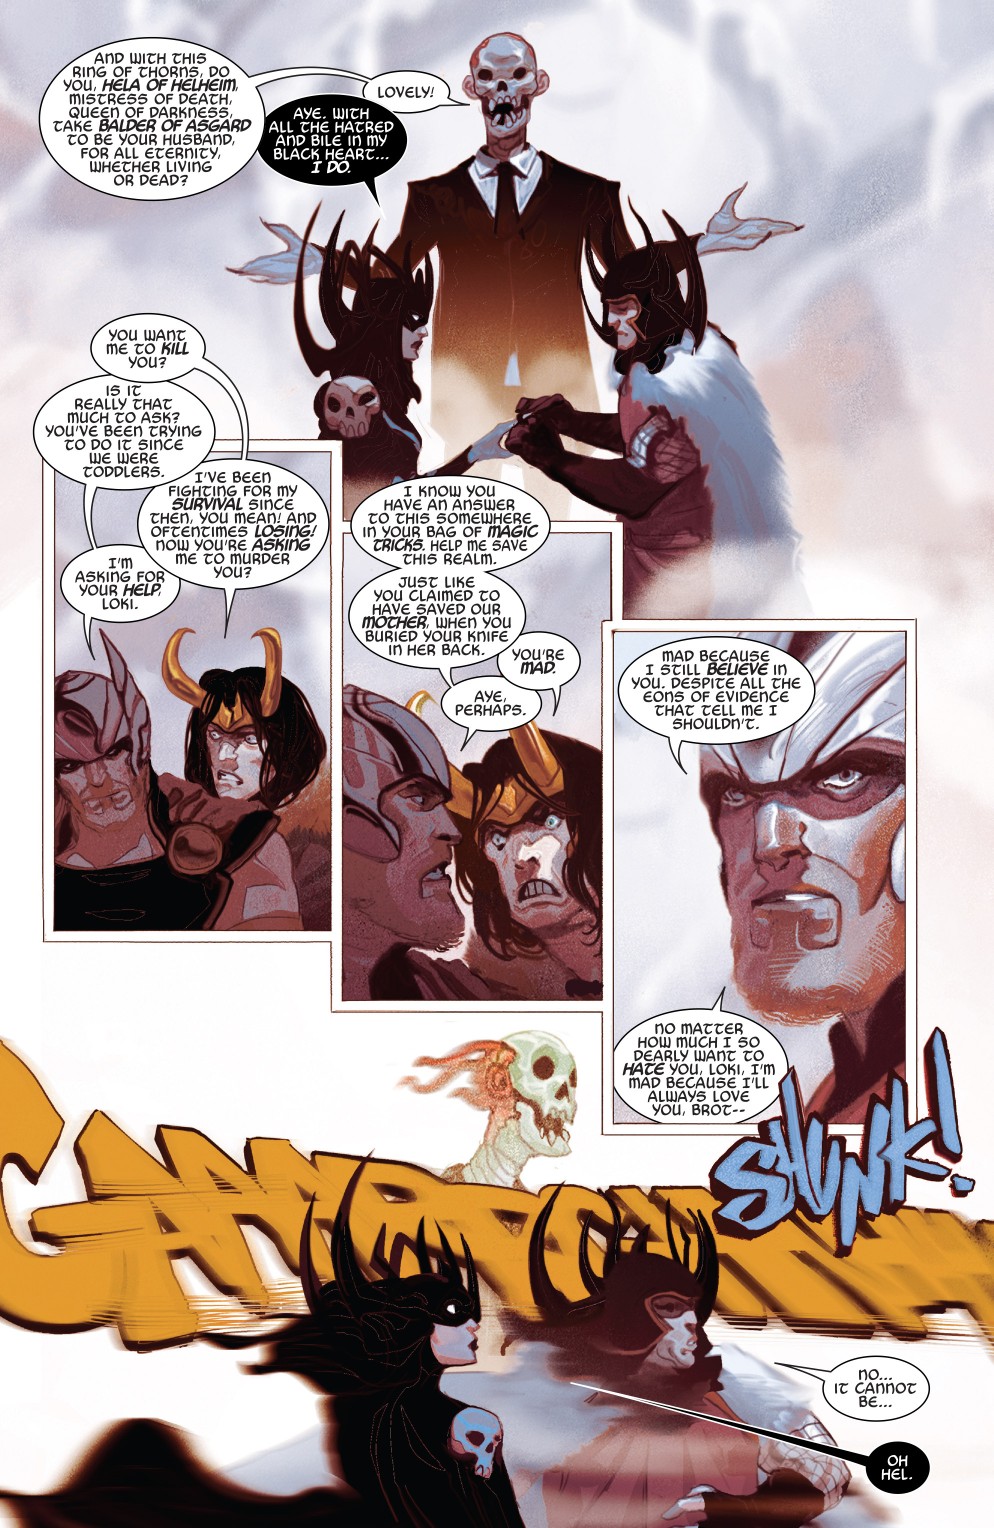 AND WITH THIS
RING OF THORNS, DO
YOU, HELA OF HELHEIM,
MISTRESS OF DEATH,
QUEEN OF DARKNESS,
TAKE BALDER OF ASGARD
TO BE YOUR HUSBAND,
FOR ALL ETERNITY,
WHETHER LIVING
OR DEAD?
AYE. WITH
ALL THE HATRED
AND BILE IN MY
BLACK HEART...
I DO.
LOVELY!
YOU WANT
ME TO KILL
YOU?
IS IT
REALLY THAT
MUCH TO ASK?
YOU'VE BEEN TRYING
TO DO IT SINCE
WE WERE
TODDLERS.
I'VE BEEN
FIGHTING FOR MY
SURVIVAL SINCE
THEN, YOU MEAN! AND
OFTENTIMES LOSING!
NOW YOU'RE ASKING
ME TO MURDER
YOU?
I'M
ASKING FOR
YOUR HELP,
LOKI.
I KNOW YOU
HAVE AN ANSWER
TO THIS SOMEWHERE
IN YOUR BAG OF MAGIC
TRICKS. HELP ME SAVE
THIS REALM.
JUST LIKE
YOU CLAIMED TO
HAVE SAVED OUR
MOTHER, WHEN YOU
BURIED YOUR KNIFE
IN HER BACK.
YOU'RE
MAD.
AYE,
PERHAPS.
MAD BECAUSE
I STILL BELIEVE IN
YOU. DESPITE ALL THE
EONS OF EVIDENCE
THAT TELL ME I
SHOULDN'T.
NO MATTER
HOW MUCH I SO
DEARLY WANT TO
HATE YOU, LOKI, I'M
MAD BECAUSE I'LL
ALWAYS LOVE
YOU, BROT--
SHUNK!
NO...
IT CANNOT
BE...
OH
HEL.